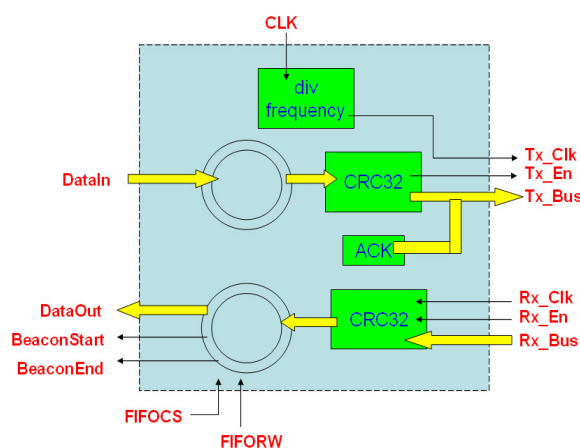 CLK
div
frequency
Tx_Clk
Tx_En
Tx_Bus
DataIn
CRC32
ACK
DataOut
BeaconStart
BeaconEnd
CRC32
Rx_Clk
Rx_En
Rx_Bus
FIFOCS
FIFORW